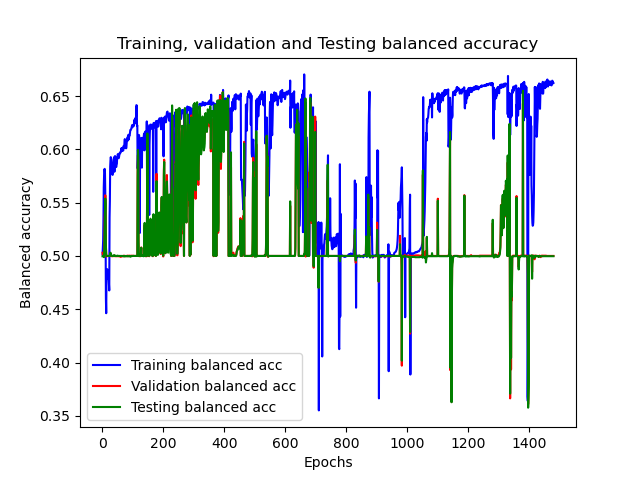 Training, validation and Testing balanced accuracy
Balanced accuracy
0.65
0.60
0.55
0.50
0.45
0.40
0.35
Training balanced acc
Validation balanced acc
Testing balanced acc
0 200 400 600 800 1000 1200 1400
Epochs